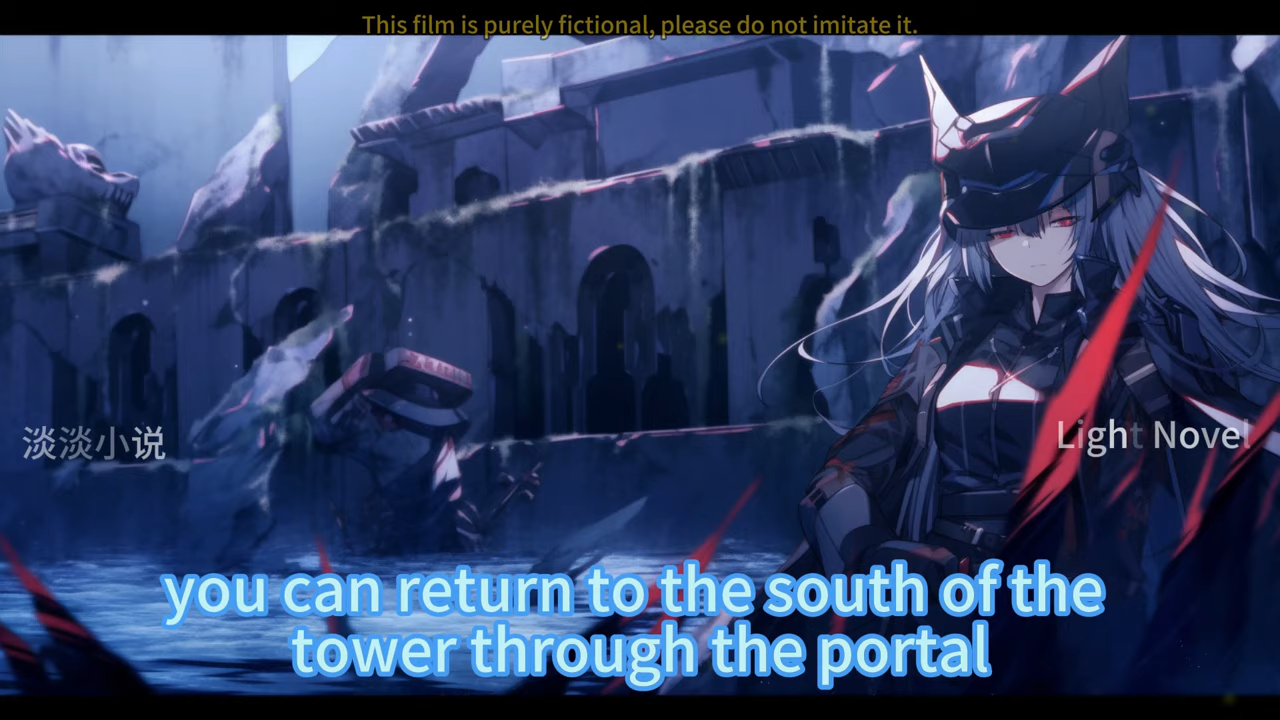 This film is purely fictional, please do not imitate it.
淡淡小说
Light Novel
you can return to the south of the
tower through the portal